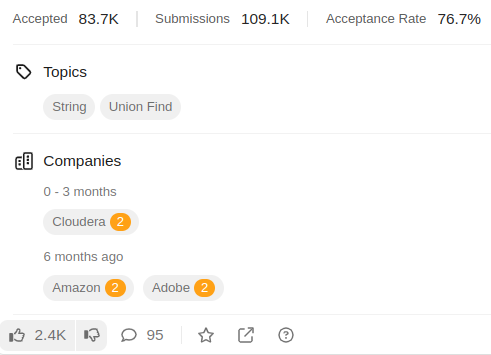 Accepted 83.7K Submissions 109.1K Acceptance Rate 76.7%
Topics
String Union Find
Companies
0 - 3 months
Cloudera 2
6 months ago
Amazon 2 Adobe 2
2.4K 95